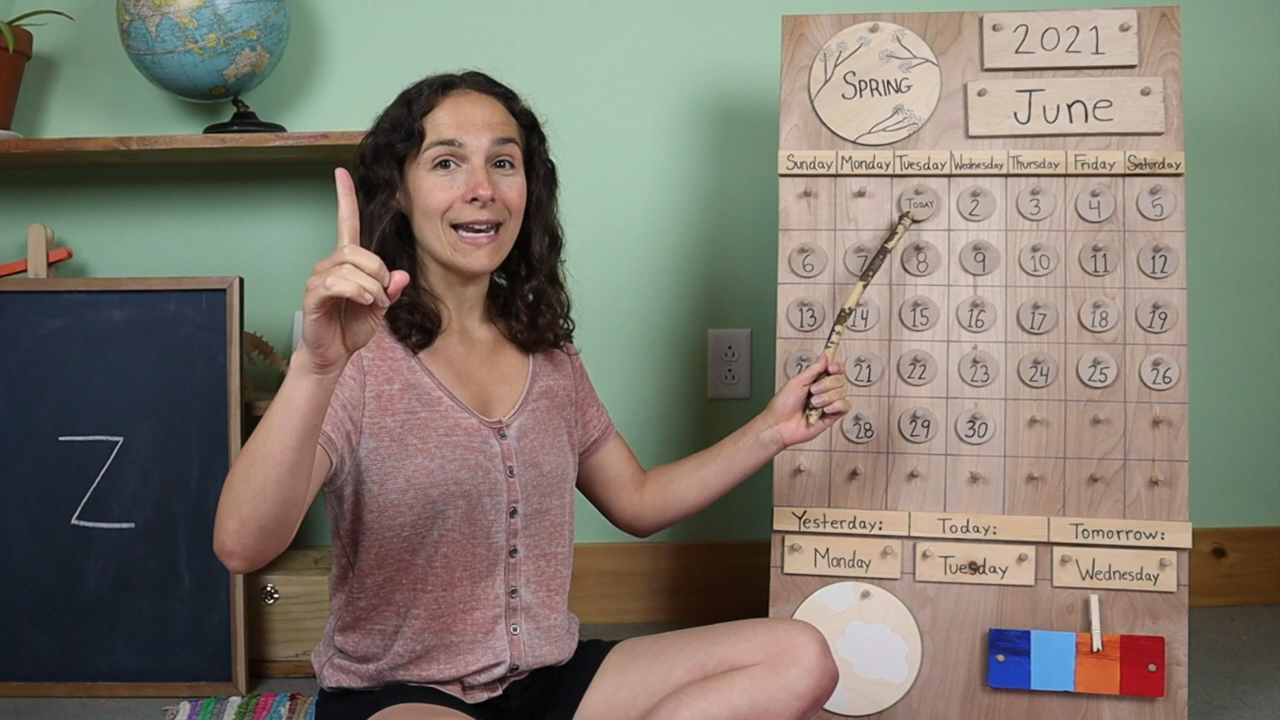 Z
Spring
2021
June
Sunday Monday Tuesday Wednesday Thursday Friday Saturday
Today 2 3 4 5
6 7 8 9 10 11 12
13 14 15 16 17 18 19
21 22 23 24 25 26
28 29 30
Yesterday: Today: Tomorrow:
Monday Tuesday Wednesday